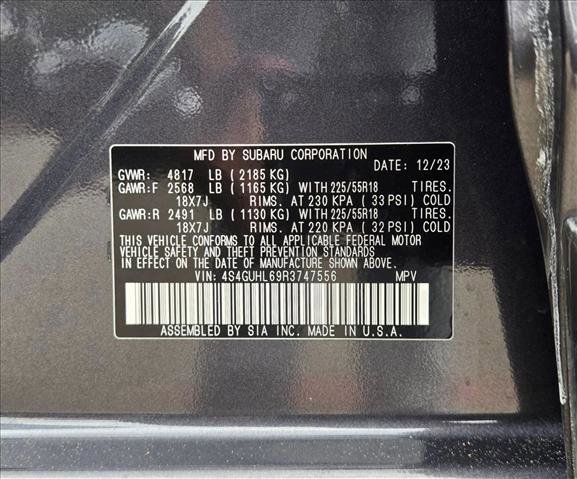 MFD BY SUBARU CORPORATION
DATE: 12/23
GVWR: 4817 LB (2185 KG)
GAWR:F 2568 LB (1165 KG) WITH 225/55R18 TIRES.
18X7J RIMS. AT 230 KPA (33 PSI) COLD
GAWR:R 2491 LB (1130 KG) WITH 225/55R18 TIRES.
18X7J RIMS. AT 220 KPA (32 PSI) COLD
THIS VEHICLE CONFORMS TO ALL APPLICABLE FEDERAL MOTOR
VEHICLE SAFETY AND THEFT PREVENTION STANDARDS
IN EFFECT ON THE DATE OF MANUFACTURE SHOWN ABOVE.
VIN: 4S4GUHL69R3747556 MPV
ASSEMBLED BY SIA INC. MADE IN U.S.A.